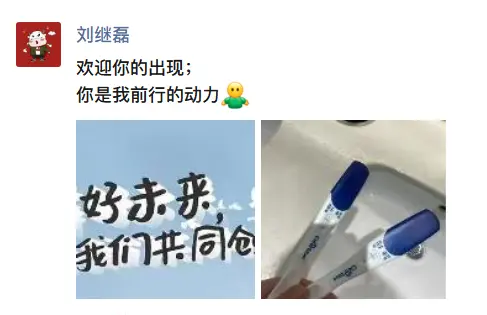 刘继磊
欢迎你的出现；
你是我前行的动力
好未来，
我们共同创